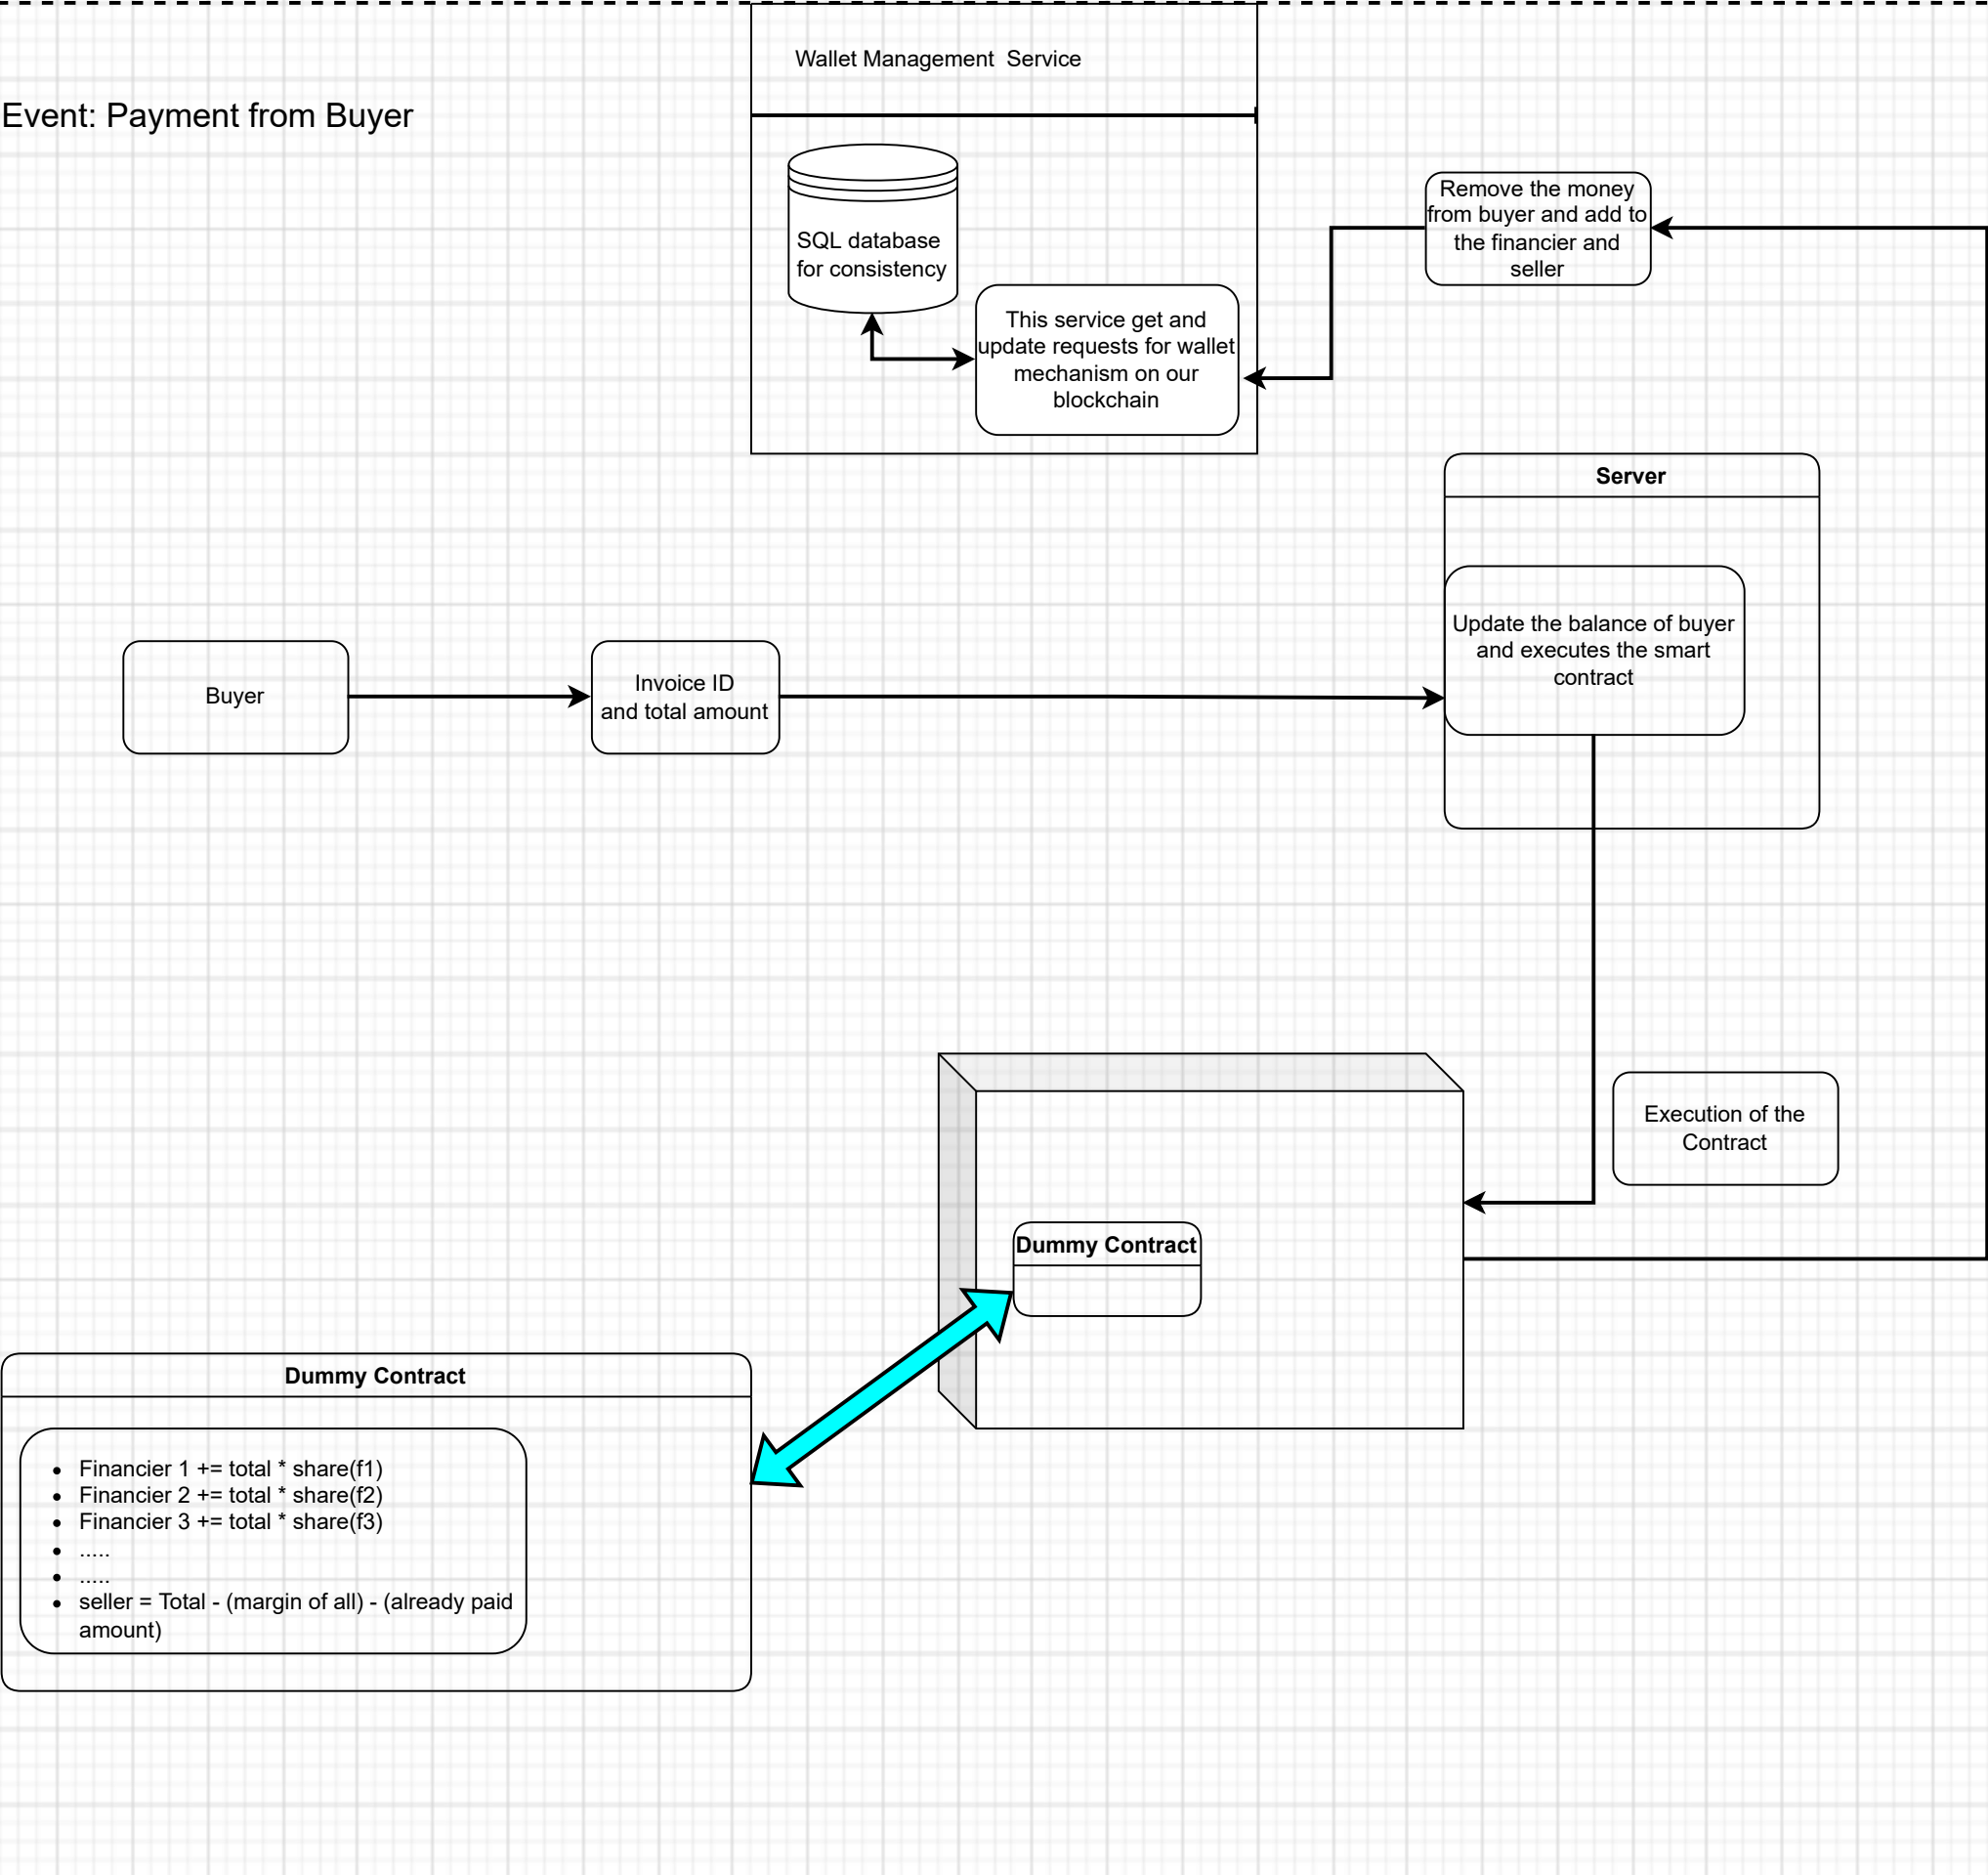 Wallet Management  Service
Event: Payment from Buyer
SQL database
for consistency
This service get and
update requests for wallet
mechanism on our
blockchain
Remove the money
from buyer and add to
the financier and
seller
Server
Update the balance of buyer
and executes the smart
contract
Buyer
Invoice ID
and total amount
Execution of the
Contract
Dummy Contract
Dummy Contract
Financier 1 += total * share(f1)
Financier 2 += total * share(f2)
Financier 3 += total * share(f3)
.....
.....
seller = Total - (margin of all) - (already paid
amount)